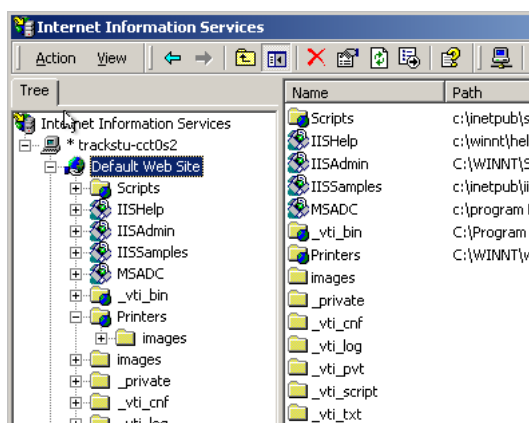 Internet Information Services
Action View
Tree
Internet Information Services
* trackstu-cct0s2
Default Web Site
Scripts
IISHelp
IISAdmin
IISSamples
MSADC
_vti_bin
Printers
images
images
_private
_vti_cnf
Name Path
Scripts c:\inetpub\s
IISHelp c:\winnt\hel
IISAdmin C:\WINNT\S
IISSamples c:\inetpub\ii
MSADC c:\program
_vti_bin C:\Program
Printers C:\WINNT\w
images
_private
_vti_cnf
_vti_log
_vti_pvt
_vti_script
_vti_txt